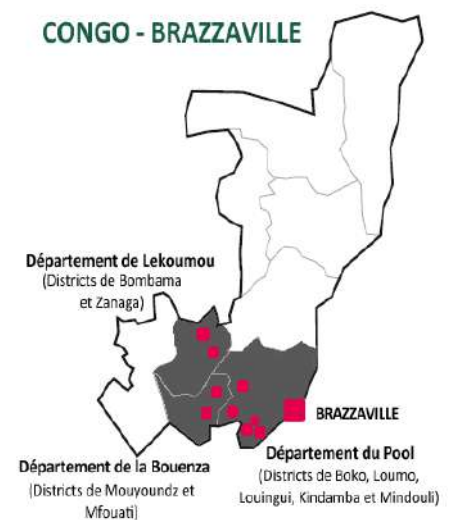 CONGO - BRAZZAVILLE
Département de Lekoumou
(Districts de Bombama
et Zanaga)
BRAZZAVILLE
Département du Pool
(Districts de Boko, Loumo,
Louingui, Kindamba et Mindouli)
Département de la Bouenza
(Districts de Mouyoundz et
Mfouati)